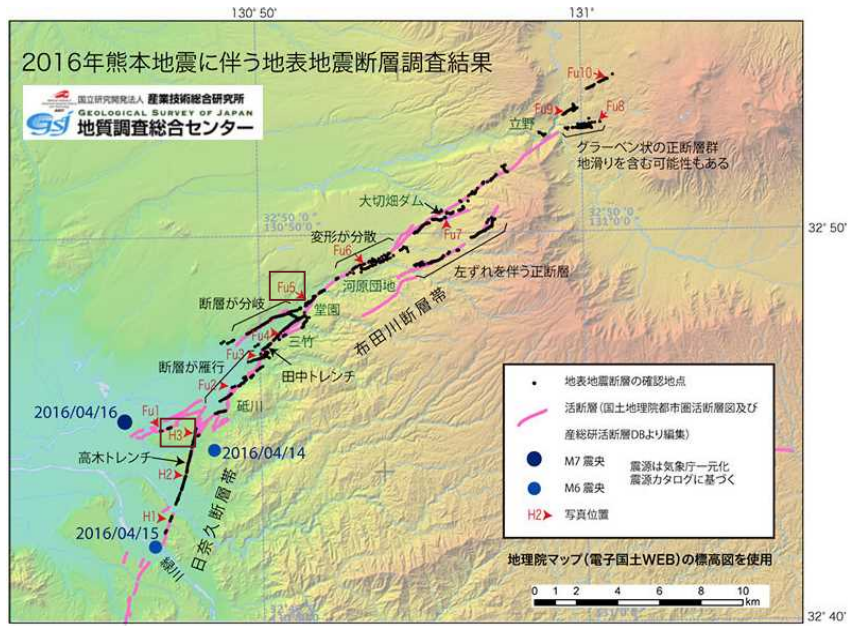 130° 50'
131°
2016年熊本地震に伴う地表地震断層調査結果
国立研究開発法人 産業技術総合研究所
GSJ
GEOLOGICAL SURVEY OF JAPAN
地質調査総合センター
Fu10
Fu9
Fu8
立野
グラーベン状の正断層群
地滑りを含む可能性もある
大切畑ダム
32°50'0"
130°50'0"
32°50'0"
131°0'0"
32° 50'
変形が分散
Fu6
Fu7
左ずれを伴う正断層
河原団地
Fu5
断層が分岐
堂園
布田川断層帯
Fu4
三竹
Fu3
断層が雁行
田中トレンチ
Fu2
砥川
2016/04/16
Fu1
H3
2016/04/14
高木トレンチ
H2
日奈久断層帯
H1
2016/04/15
緑川
地表地震断層の確認地点
活断層(国土地理院都市圏活断層図及び
産総研活断層DBより編集)
M7 震央
M6 震央
震源は気象庁一元化
震源カタログに基づく
H2
写真位置
地理院マップ(電子国土WEB)の標高図を使用
0 1 2 4 6 8 10
km
32° 40'